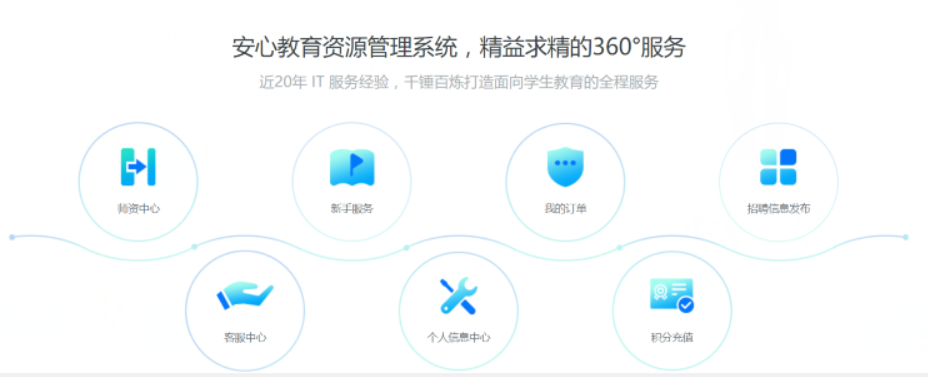 安心教育资源管理系统，精益求精的360°服务
近20年 IT 服务经验，千锤百炼打造面向学生教育的全程服务
师资中心
新手服务
我的订单
招聘信息发布
客服中心
个人信息中心
积分充值